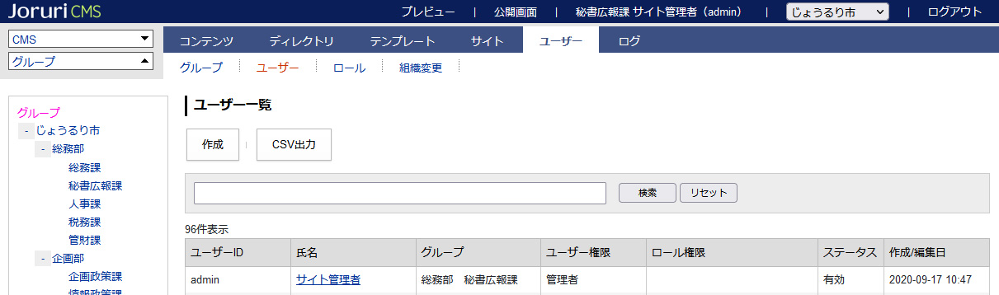 Joruri CMS プレビュー | 公開画面 | 秘書広報課 サイト管理者（admin） | じょうるり市 | ログアウト
CMS
グループ
コンテンツ ディレクトリ テンプレート サイト ユーザー ログ
グループ ユーザー ロール 組織変更
グループ
- じょうるり市
- 総務部
総務課
秘書広報課
人事課
税務課
管財課
- 企画部
企画政策課
情報政策課
ユーザー一覧
作成 CSV出力
検索 リセット
96件表示
ユーザーID 氏名 グループ ユーザー権限 ロール権限 ステータス 作成/編集日
admin サイト管理者 総務部　秘書広報課 管理者 有効 2020-09-17 10:47